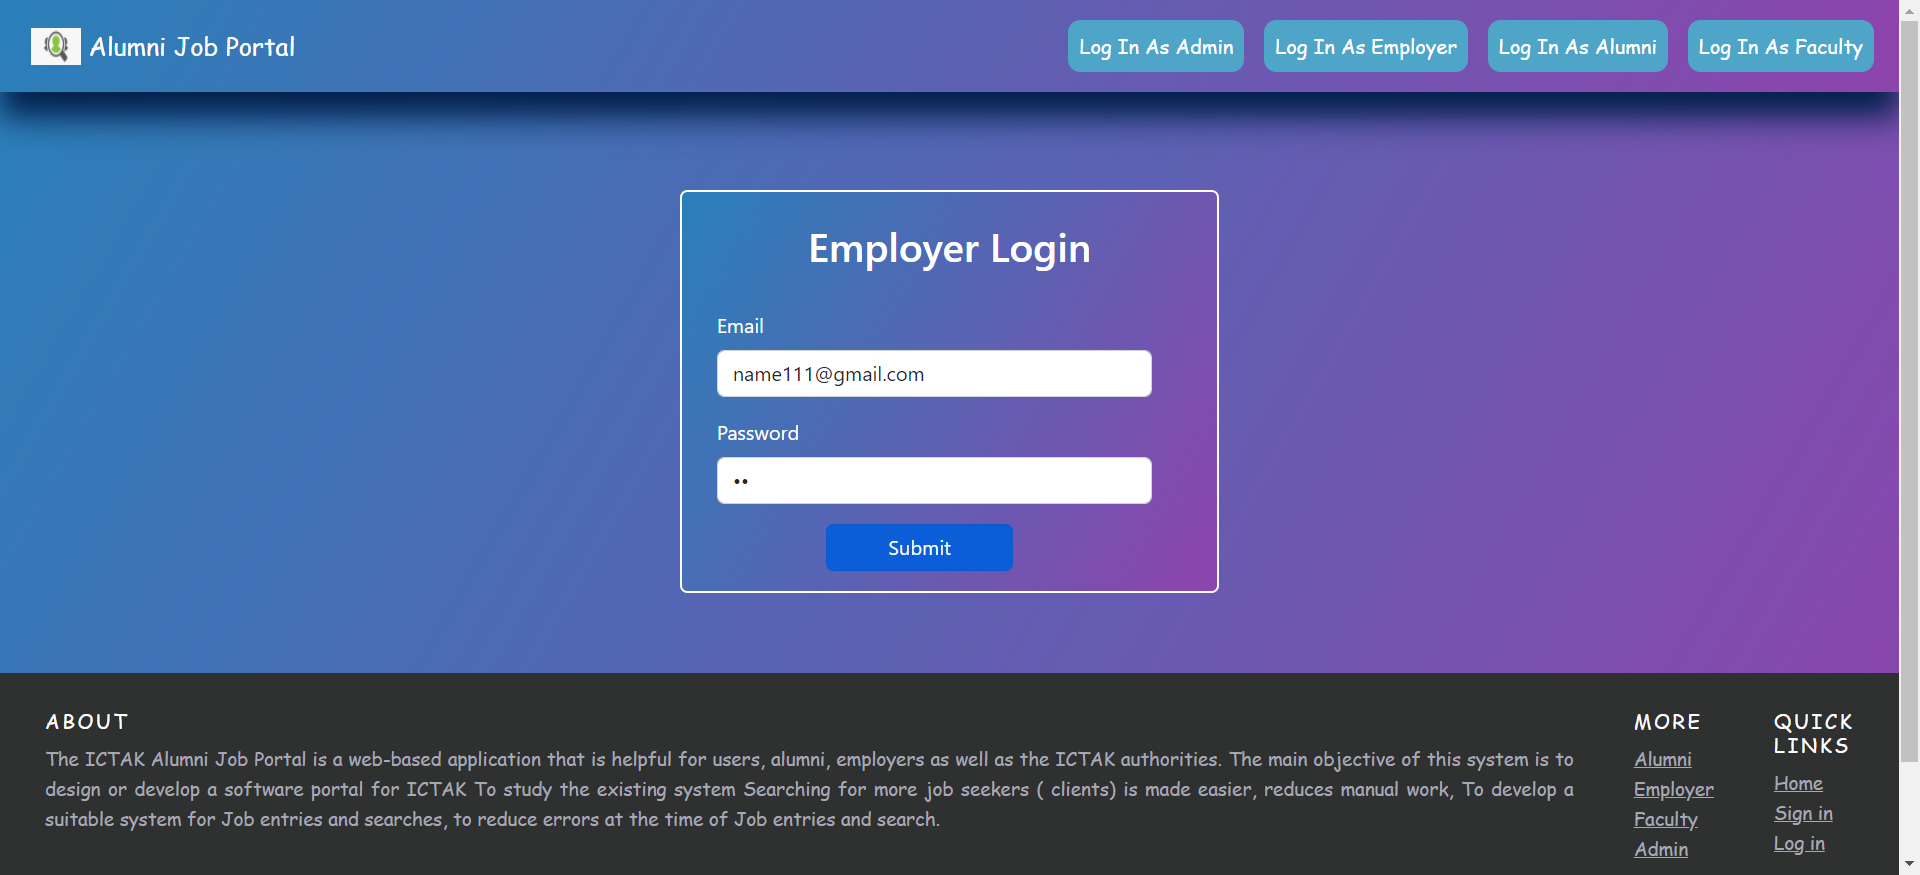 Alumni Job Portal
Log In As Admin
Log In As Employer
Log In As Alumni
Log In As Faculty
Employer Login
Email
name111@gmail.com
Password
••
Submit
ABOUT
The ICTAK Alumni Job Portal is a web-based application that is helpful for users, alumni, employers as well as the ICTAK authorities. The main objective of this system is to
design or develop a software portal for ICTAK To study the existing system Searching for more job seekers ( clients) is made easier, reduces manual work, To develop a
suitable system for Job entries and searches, to reduce errors at the time of Job entries and search.
MORE
Alumni
Employer
Faculty
Admin
QUICK
LINKS
Home
Sign in
Log in